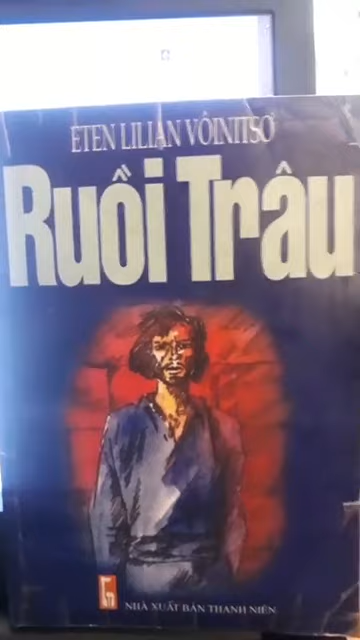 ETEN LILIAN VÔINITSƠ
Ruồi Trâu
NHÀ XUẤT BẢN THANH NIÊN